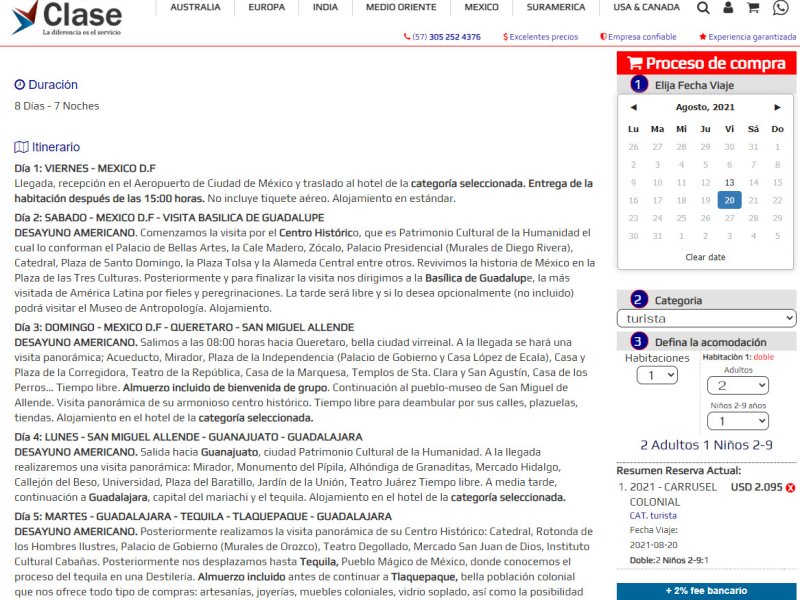 Clase
La diferencia es el servicio
AUSTRALIA EUROPA INDIA MEDIO ORIENTE MEXICO SURAMERICA USA & CANADA
(57) 305 252 4376 Excelentes precios Empresa confiable Experiencia garantizada
Duración
8 Días - 7 Noches
Itinerario
Día 1: VIERNES - MEXICO D.F
Llegada, recepción en el Aeropuerto de Ciudad de México y traslado al hotel de la categoría seleccionada. Entrega de la
habitación después de las 15:00 horas. No incluye tiquete aéreo. Alojamiento en estándar.
Día 2: SABADO - MEXICO D.F - VISITA BASILICA DE GUADALUPE
DESAYUNO AMERICANO. Comenzamos la visita por el Centro Histórico, que es Patrimonio Cultural de la Humanidad el
cual lo conforman el Palacio de Bellas Artes, la Cale Madero, Zócalo, Palacio Presidencial (Murales de Diego Rivera),
Catedral, Plaza de Santo Domingo, la Plaza Tolsa y la Alameda Central entre otros. Revivimos la historia de México en la
Plaza de las Tres Culturas. Posteriormente y para finalizar la visita nos dirigimos a la Basílica de Guadalupe, la más
visitada de América Latina por fieles y peregrinaciones. La tarde será libre y si lo desea opcionalmente (no incluido)
podrá visitar el Museo de Antropología. Alojamiento.
Día 3: DOMINGO - MEXICO D.F - QUERETARO - SAN MIGUEL ALLENDE
DESAYUNO AMERICANO. Salimos a las 08:00 horas hacia Queretaro, bella ciudad virreinal. A la llegada se hará una
visita panorámica; Acueducto, Mirador, Plaza de la Independencia (Palacio de Gobierno y Casa López de Ecala), Casa y
Plaza de la Corregidora, Teatro de la República, Casa de la Marquesa, Templos de Sta. Clara y San Agustín, Casa de los
Perros... Tiempo libre. Almuerzo incluido de bienvenida de grupo. Continuación al pueblo-museo de San Miguel de
Allende. Visita panorámica de su armonioso centro histórico. Tiempo libre para deambular por sus calles, plazuelas,
tiendas. Alojamiento en el hotel de la categoría seleccionada.
Día 4: LUNES - SAN MIGUEL ALLENDE - GUANAJUATO - GUADALAJARA
DESAYUNO AMERICANO. Salida hacia Guanajuato, ciudad Patrimonio Cultural de la Humanidad. A la llegada
realizaremos una visita panorámica: Mirador, Monumento del Pípila, Alhóndiga de Granaditas, Mercado Hidalgo,
Callejón del Beso, Universidad, Plaza del Baratillo, Jardín de la Unión, Teatro Juárez Tiempo libre. A media tarde,
continuación a Guadalajara, capital del mariachi y el tequila. Alojamiento en el hotel de la categoría seleccionada.
Día 5: MARTES - GUADALAJARA - TEQUILA - TLAQUEPAQUE - GUADALAJARA
DESAYUNO AMERICANO. Posteriormente realizamos la visita panorámica de su Centro Histórico: Catedral, Rotonda de
los Hombres Ilustres, Palacio de Gobierno (Murales de Orozco), Teatro Degollado, Mercado San Juan de Dios, Instituto
Cultural Cabañas. Posteriormente nos desplazamos hasta Tequila, Pueblo Mágico de México, donde conocemos el
proceso del tequila en una Destilería. Almuerzo incluido antes de continuar a Tlaquepaque, bella población colonial
que nos ofrece todo tipo de compras: artesanías, joyerías, muebles coloniales, vidrio soplado, así como la posibilidad
Proceso de compra
1 Elija Fecha Viaje
Agosto, 2021
Lu Ma Mi Ju Vi Sá Do
26 27 28 29 30 31 1
2 3 4 5 6 7 8
9 10 11 12 13 14 15
16 17 18 19 20 21 22
23 24 25 26 27 28 29
30 31 1 2 3 4 5
Clear date
2 Categoria
turista
3 Defina la acomodación
Habitaciones
1
Habitación 1: doble
Adultos
2
Niños 2-9 años
1
2 Adultos 1 Niños 2-9
Resumen Reserva Actual:
1. 2021 - CARRUSEL COLONIAL USD 2.095
CAT. turista
Fecha Viaje:
2021-08-20
Doble:2 Niños 2-9:1
+ 2% fee bancario